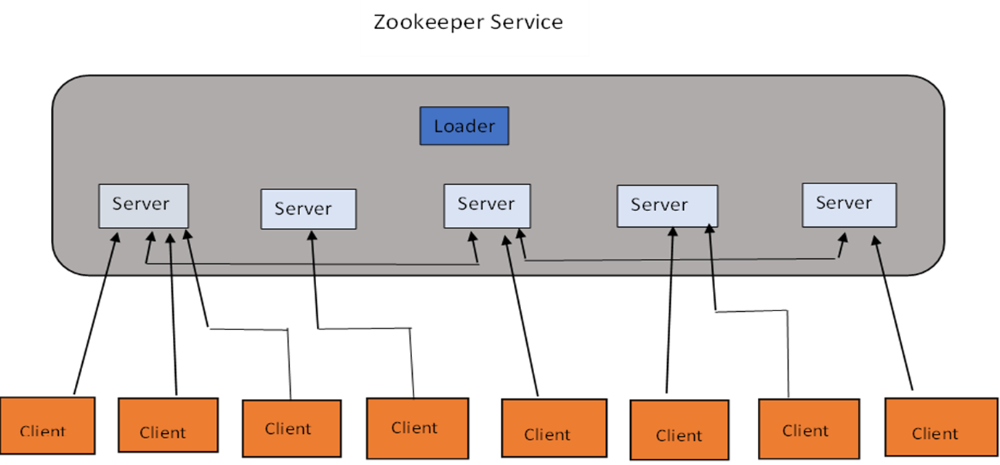 Zookeeper Service
Loader
Server
Server
Server
Server
Server
Client
Client
Client
Client
Client
Client
Client
Client